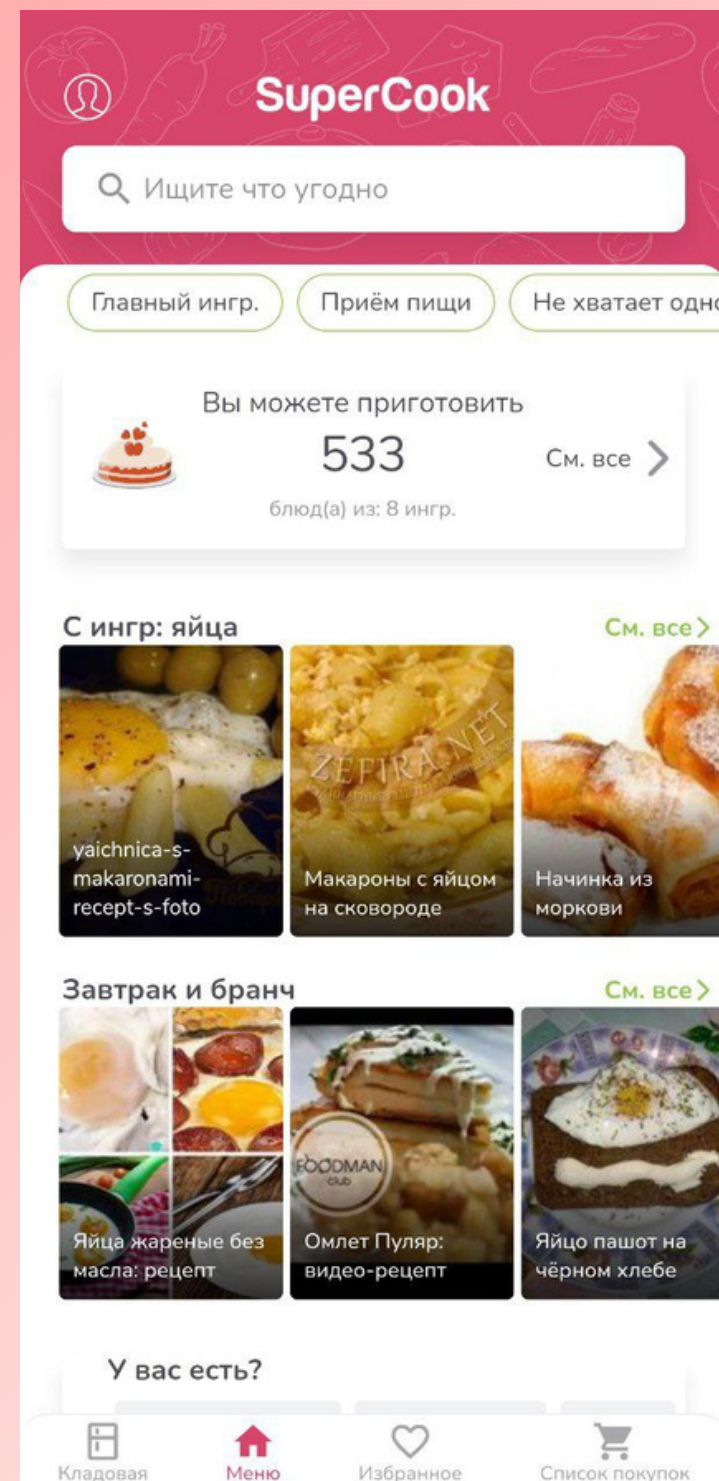 SuperCook
Ищите что угодно
Главный ингр.
Приём пищи
Не хватает одно
Вы можете приготовить
533
См. все
блюд(а) из: 8 ингр.
С ингр: яйца
См. все
ZEFIRA.NET
yaichnica-s-
makaronami-
recept-s-foto
Макароны с яйцом
на сковороде
Начинка из
моркови
Завтрак и бранч
См. все
FOODMAN
club
Яйца жареные без
масла: рецепт
Омлет Пуляр:
видео-рецепт
Яйцо пашот на
чёрном хлебе
У вас есть?
Кладовая
Меню
Избранное
Список покупок